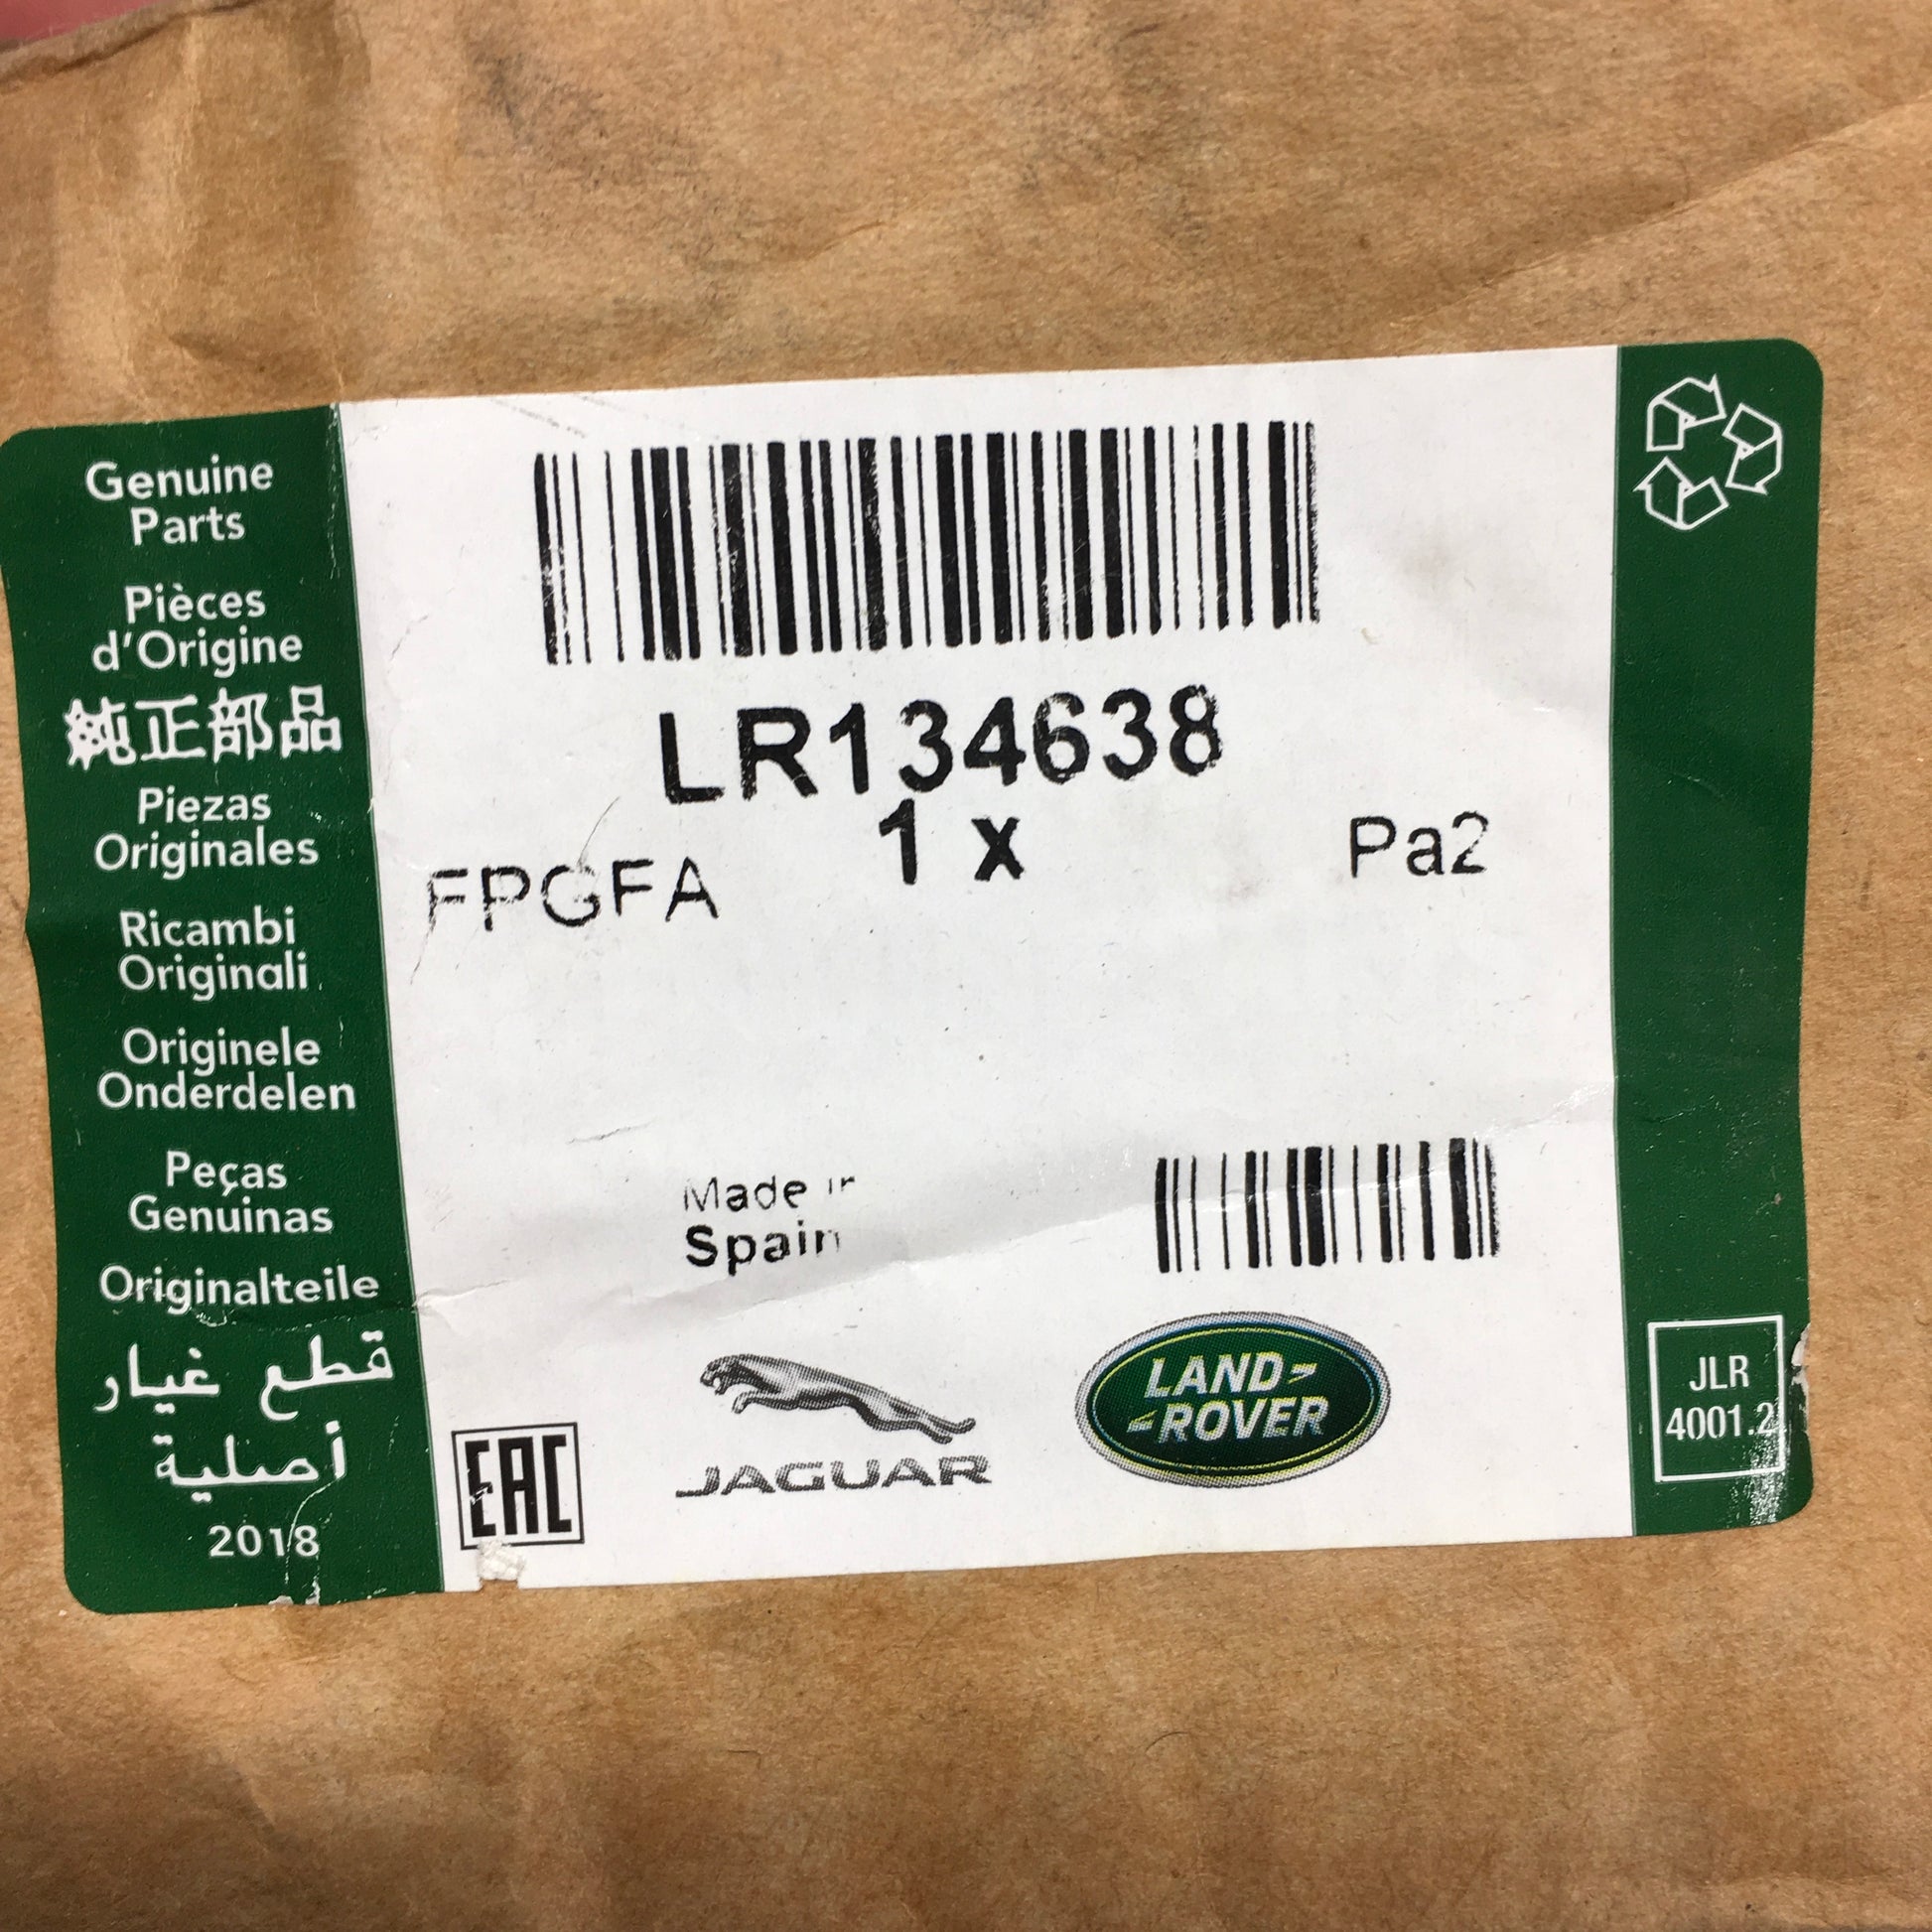 Genuine
Parts
Pièces
d'Origine
純正部品
Piezas
Originales
Ricambi
Originali
Originele
Onderdelen
Peças
Genuinas
Originalteile
قطع غيار
أصلية
2018
LR134638
1 x
FPGFA
Pa2
Made in
Spain
EAC
JAGUAR
LAND-
-ROVER
JLR
4001.2